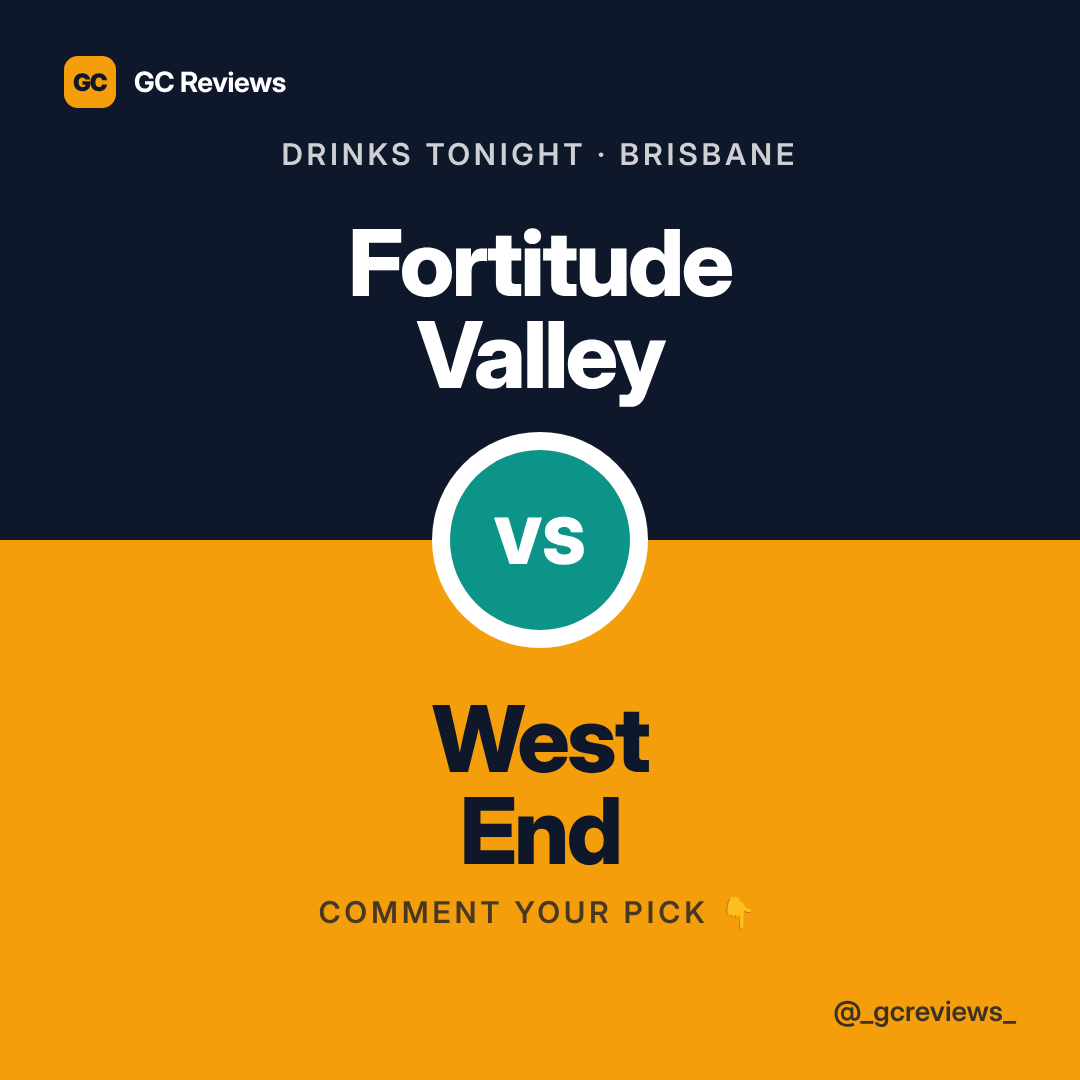 GC
GC Reviews
DRINKS TONIGHT · BRISBANE
Fortitude
Valley
VS
West
End
COMMENT YOUR PICK 👇
@_gcreviews_